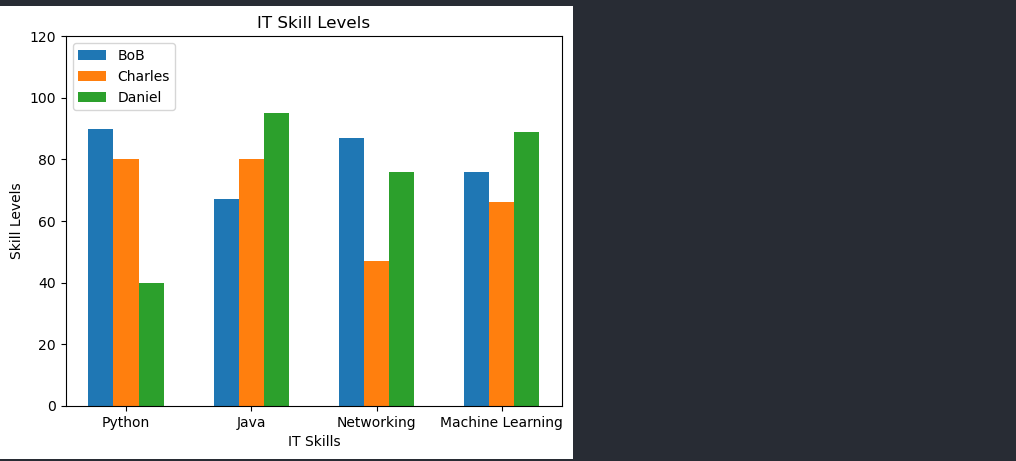 IT Skill Levels
120
100
80
60
40
20
0
Skill Levels
BoB
Charles
Daniel
Python Java Networking Machine Learning
IT Skills